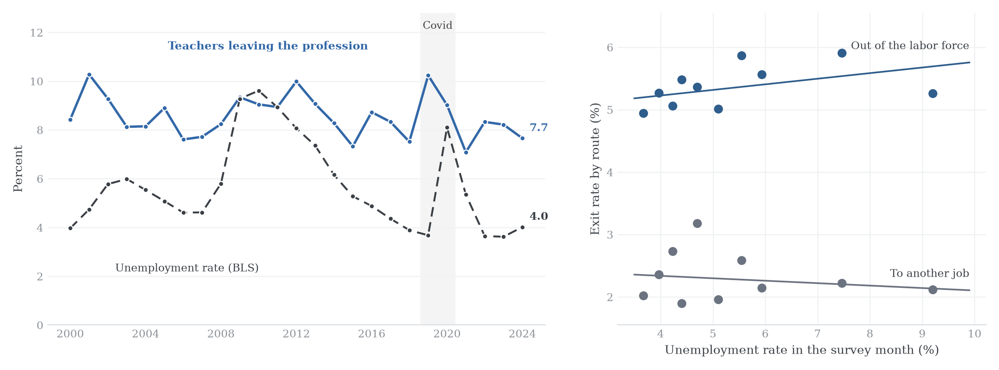 Covid
12
Teachers leaving the profession
10
8
7.7
Percent
6
4.0
4
Unemployment rate (BLS)
2
0
2000 2004 2008 2012 2016 2020 2024
Out of the labor force
6
5
Exit rate by route (%)
4
3
To another job
2
4 5 6 7 8 9 10
Unemployment rate in the survey month (%)